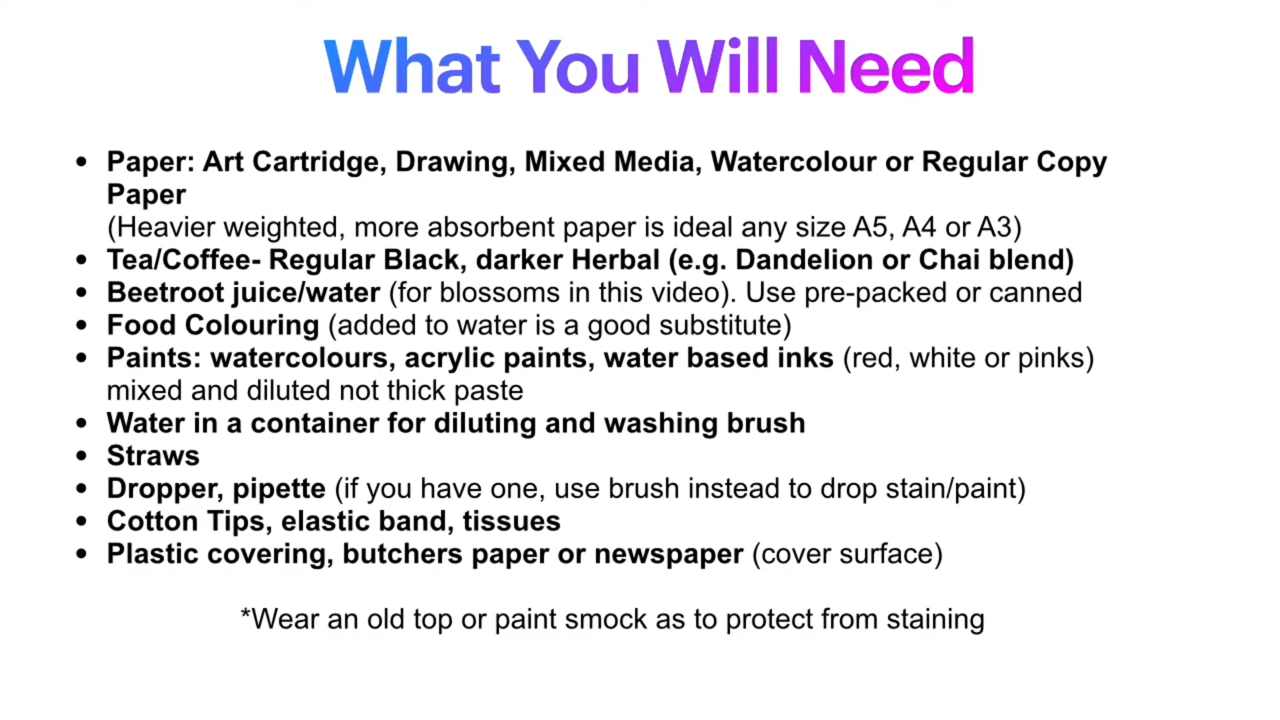 What You Will Need
• Paper: Art Cartridge, Drawing, Mixed Media, Watercolour or Regular Copy
Paper
(Heavier weighted, more absorbent paper is ideal any size A5, A4 or A3)
• Tea/Coffee- Regular Black, darker Herbal (e.g. Dandelion or Chai blend)
• Beetroot juice/water (for blossoms in this video). Use pre-packed or canned
• Food Colouring (added to water is a good substitute)
• Paints: watercolours, acrylic paints, water based inks (red, white or pinks)
mixed and diluted not thick paste
• Water in a container for diluting and washing brush
• Straws
• Dropper, pipette (if you have one, use brush instead to drop stain/paint)
• Cotton Tips, elastic band, tissues
• Plastic covering, butchers paper or newspaper (cover surface)
*Wear an old top or paint smock as to protect from staining